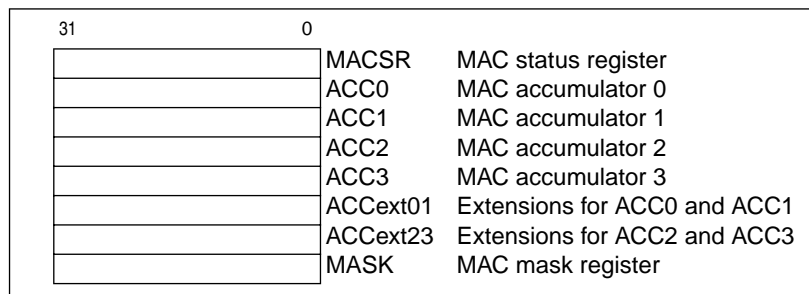 31 0
MACSR MAC status register
ACC0 MAC accumulator 0
ACC1 MAC accumulator 1
ACC2 MAC accumulator 2
ACC3 MAC accumulator 3
ACCext01 Extensions for ACC0 and ACC1
ACCext23 Extensions for ACC2 and ACC3
MASK MAC mask register